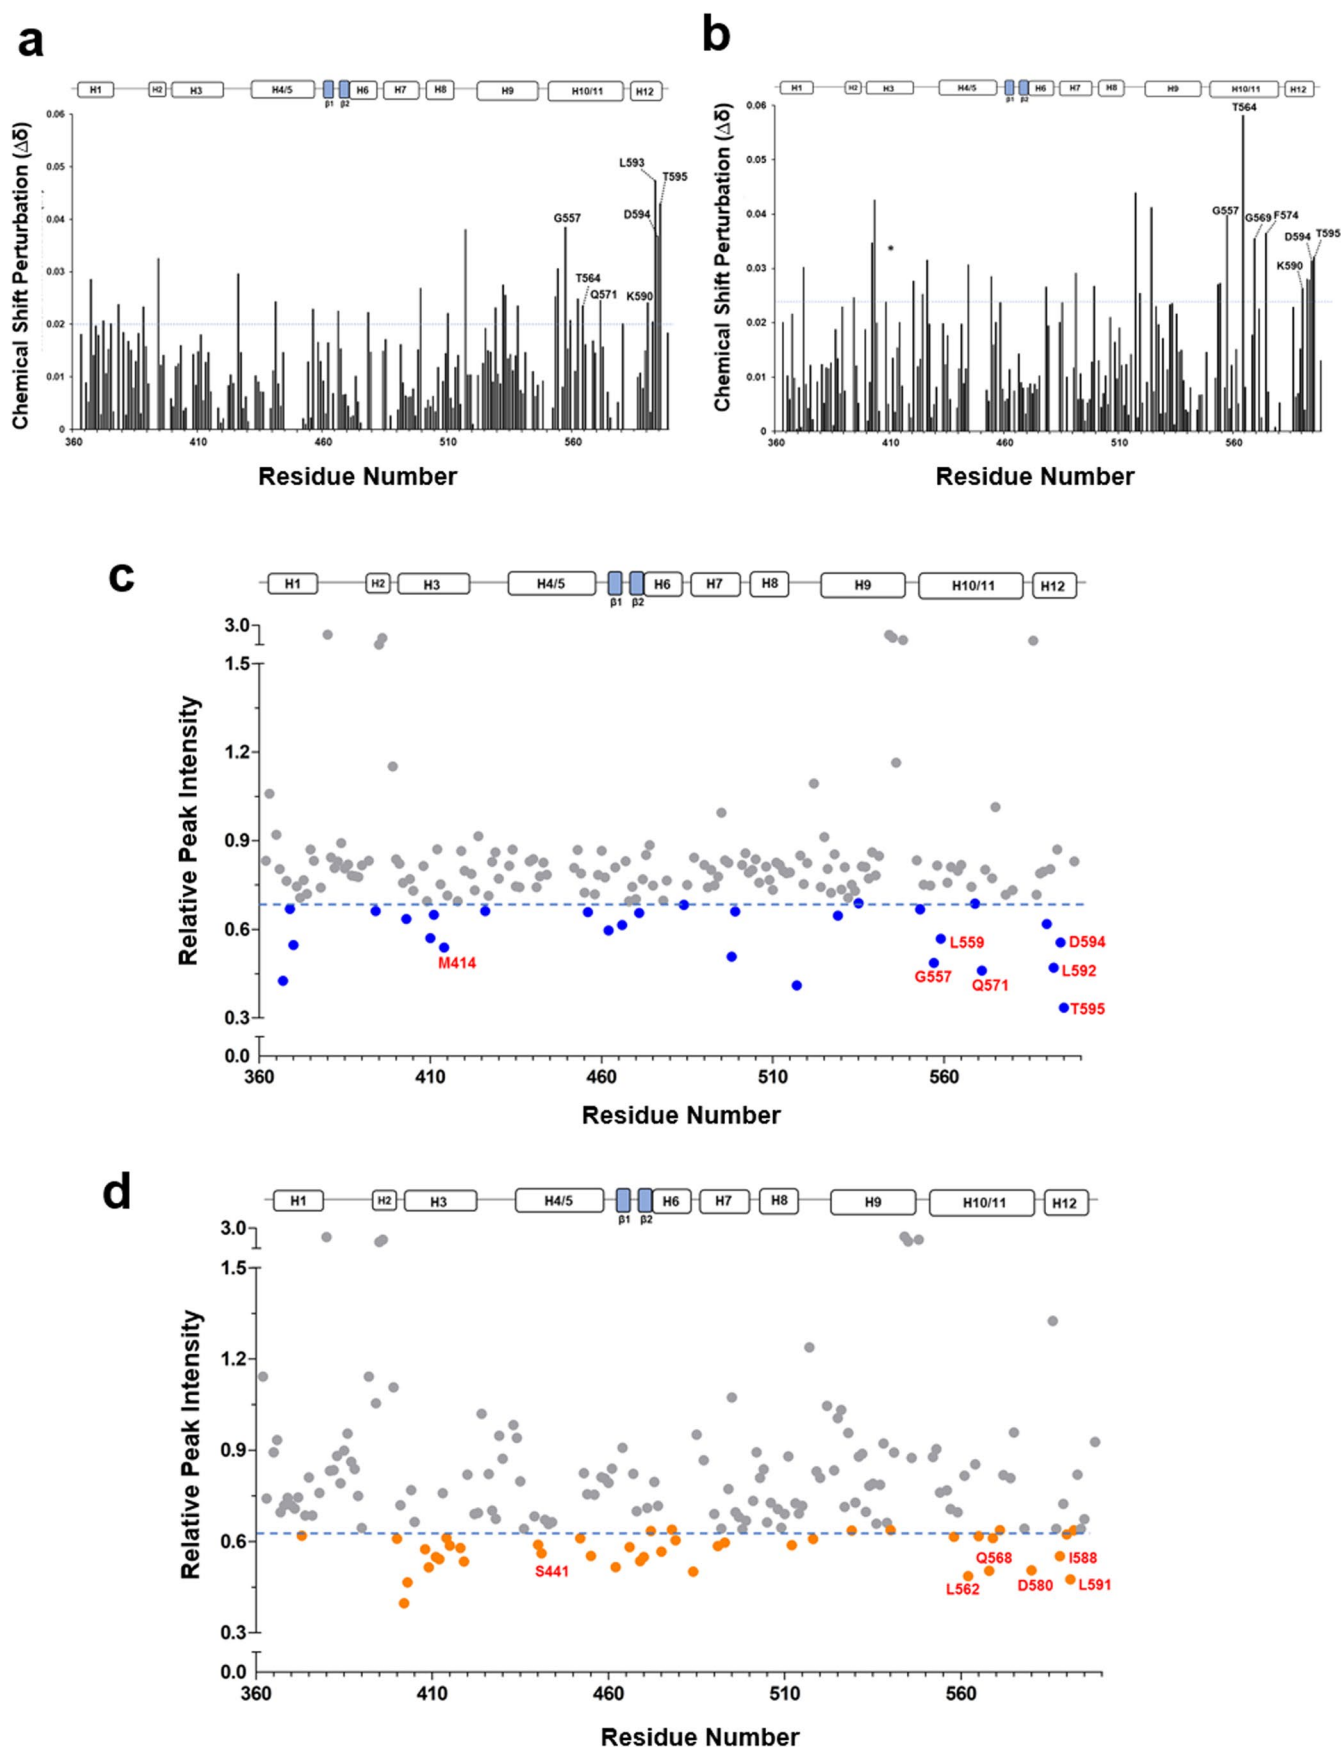 a
H1 H2 H3 H4/5 H6 H7 H8 H9 H10/11 H12
β1 β2
0.06
0.05
0.04
0.03
0.02
0.01
0
Chemical Shift Perturbation (Δδ)
L593
T595
D594
G557
T564
Q571
K590
360 410 460 510 560
Residue Number
b
H1 H2 H3 H4/5 H6 H7 H8 H9 H10/11 H12
β1 β2
0.06
0.05
0.04
0.03
0.02
0.01
0
Chemical Shift Perturbation (Δδ)
T564
G557
G569
F574
D594
T595
K590
*
360 410 460 510 560
Residue Number
c
H1 H2 H3 H4/5 H6 H7 H8 H9 H10/11 H12
β1 β2
3.0
1.5
1.2
0.9
0.6
0.3
0.0
Relative Peak Intensity
M414
L559
G557
Q571
D594
L592
T595
360 410 460 510 560
Residue Number
d
H1 H2 H3 H4/5 H6 H7 H8 H9 H10/11 H12
β1 β2
3.0
1.5
1.2
0.9
0.6
0.3
0.0
Relative Peak Intensity
S441
Q568
L562
D580
I588
L591
360 410 460 510 560
Residue Number